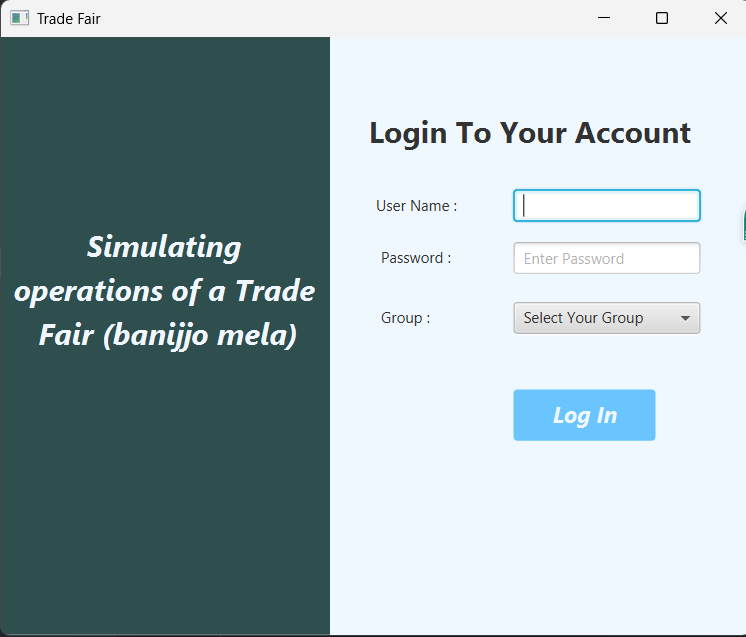 Trade Fair
Simulating
operations of a Trade
Fair (banijjo mela)
Login To Your Account
User Name :
Password :
Enter Password
Group :
Select Your Group
Log In